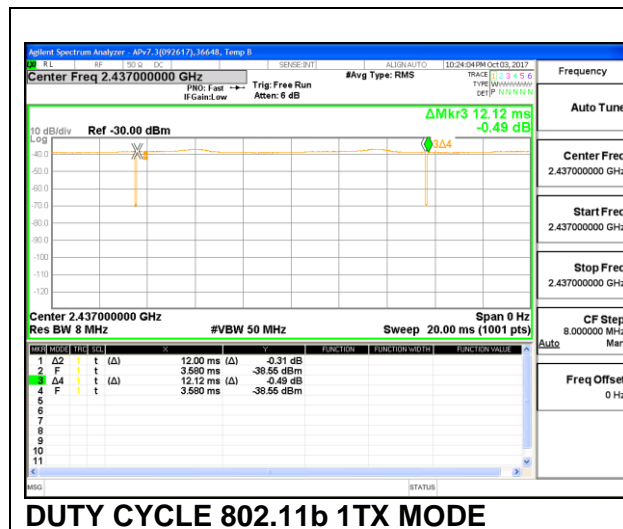 Agilent Spectrum Analyzer - APv7.3(092617),36648, Temp B
RL RF 50 Ω DC SENSE:INT ALIGNAUTO 10:24:04 PM Oct 03, 2017
Center Freq 2.437000000 GHz #Avg Type: RMS TRACE 1 2 3 4 5 6
PNO: Fast Trig: Free Run TYPE WWWWWW
IFGain:Low Atten: 6 dB DET P NNNNN
Frequency
Auto Tune
ΔMkr3 12.12 ms
-0.49 dB
10 dB/div Ref -30.00 dBm
Log
3Δ4
-40.0
-50.0
-60.0
-70.0
-80.0
-90.0
-100
-110
-120
Center Freq
2.437000000 GHz
Start Freq
2.437000000 GHz
Stop Freq
2.437000000 GHz
CF Step
8.000000 MHz
Auto Man
Freq Offset
0 Hz
Center 2.437000000 GHz Span 0 Hz
Res BW 8 MHz #VBW 50 MHz Sweep 20.00 ms (1001 pts)
MKR MODE TRC SCL X Y FUNCTION FUNCTION WIDTH FUNCTION VALUE
1 Δ2 1 t (Δ) 12.00 ms (Δ) -0.31 dB
2 F 1 t 3.580 ms -38.55 dBm
3 Δ4 1 t (Δ) 12.12 ms (Δ) -0.49 dB
4 F 1 t 3.580 ms -38.55 dBm
5
6
7
8
9
10
11
MSG STATUS
DUTY CYCLE 802.11b 1TX MODE